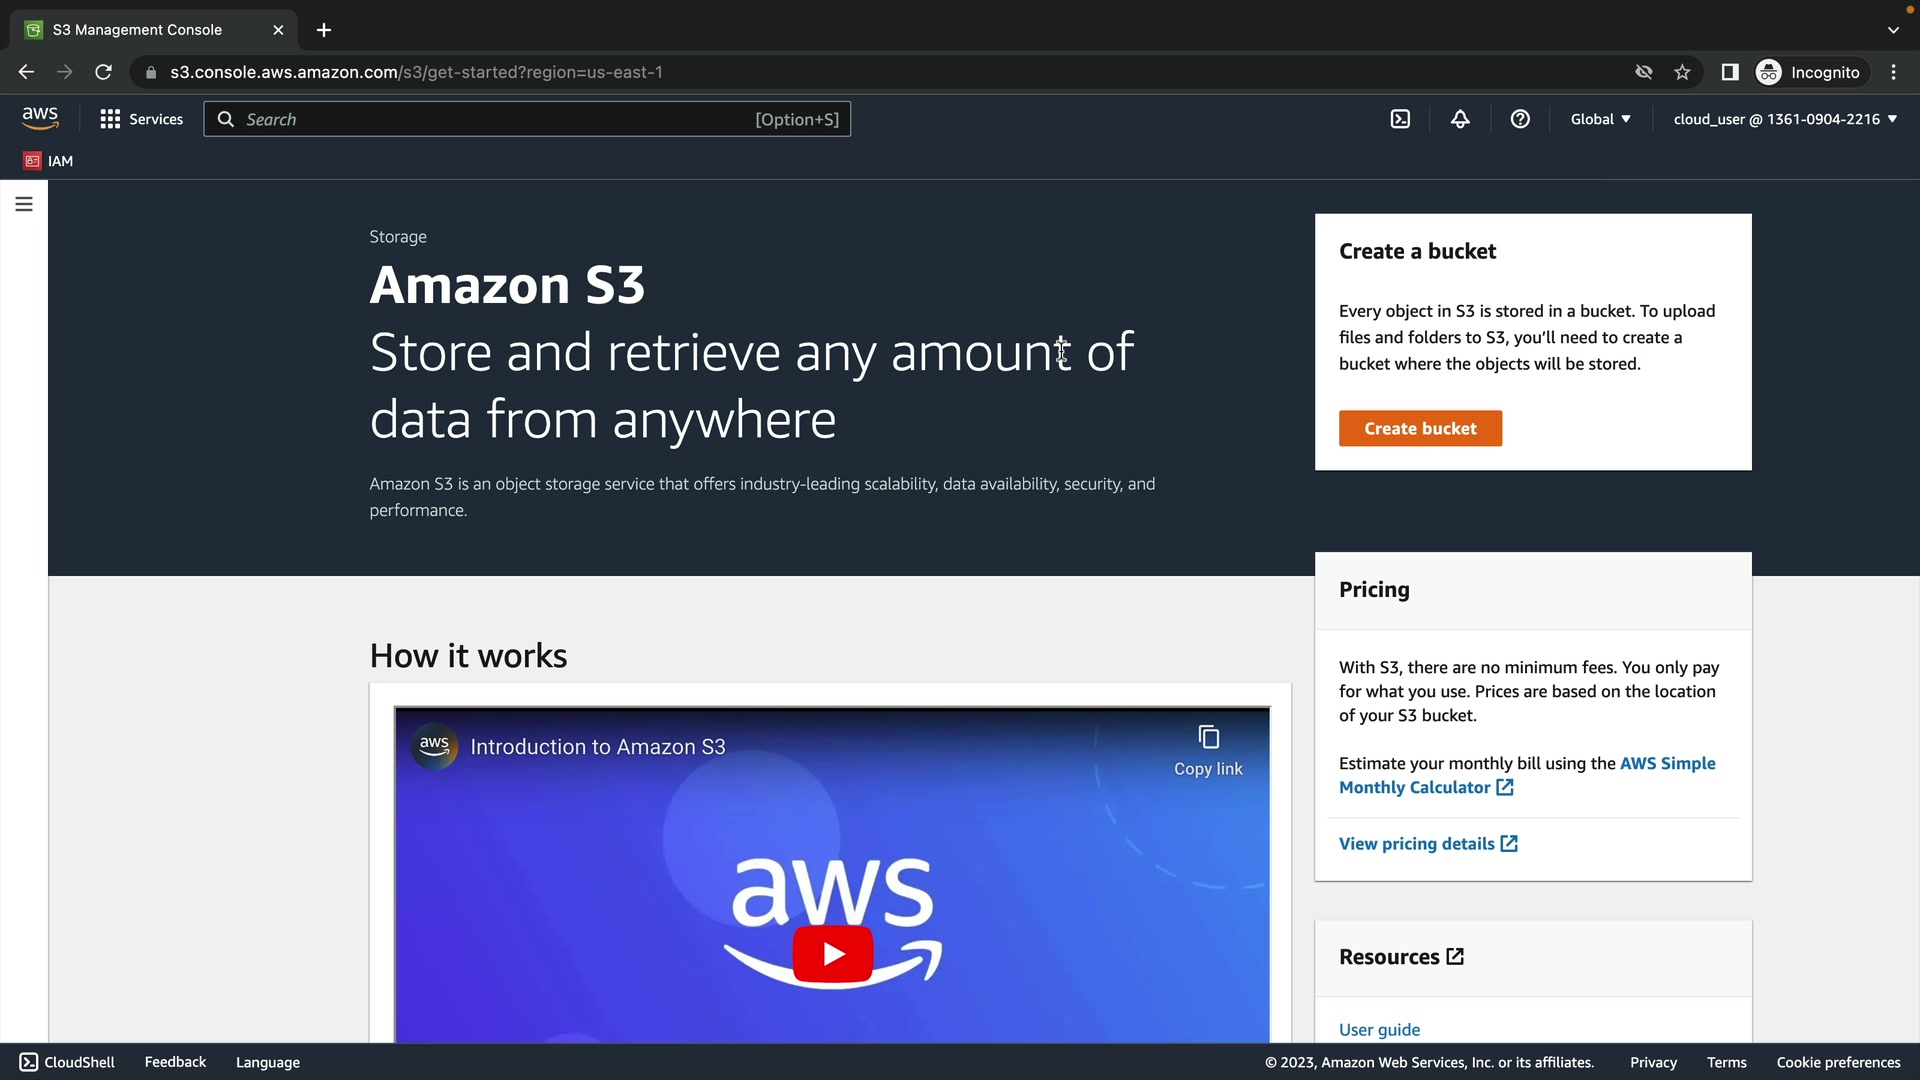 S3 Management Console
s3.console.aws.amazon.com/s3/get-started?region=us-east-1
Incognito
aws
Services
Search
[Option+S]
Global
cloud_user @ 1361-0904-2216
IAM
Storage
Amazon S3
Store and retrieve any amount of
data from anywhere
Amazon S3 is an object storage service that offers industry-leading scalability, data availability, security, and
performance.
Create a bucket
Every object in S3 is stored in a bucket. To upload
files and folders to S3, you'll need to create a
bucket where the objects will be stored.
Create bucket
How it works
aws
Introduction to Amazon S3
Copy link
aws
Pricing
With S3, there are no minimum fees. You only pay
for what you use. Prices are based on the location
of your S3 bucket.
Estimate your monthly bill using the AWS Simple
Monthly Calculator
View pricing details
Resources
User guide
CloudShell
Feedback
Language
© 2023, Amazon Web Services, Inc. or its affiliates.
Privacy
Terms
Cookie preferences